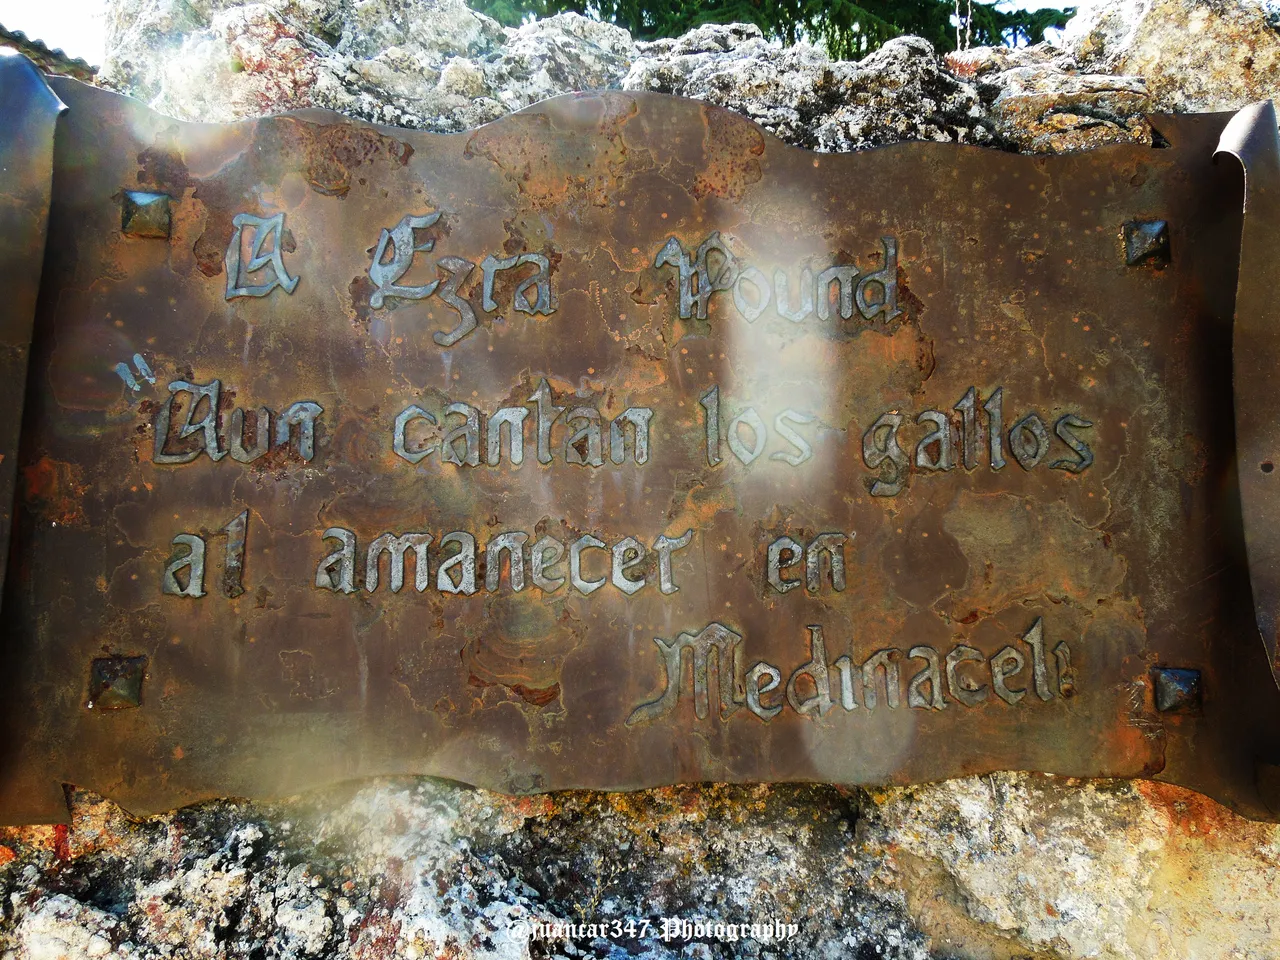 A Ezra Pound
"Aun cantan los gallos
al amanecer en
Medinaceli
@juancar347 Photography